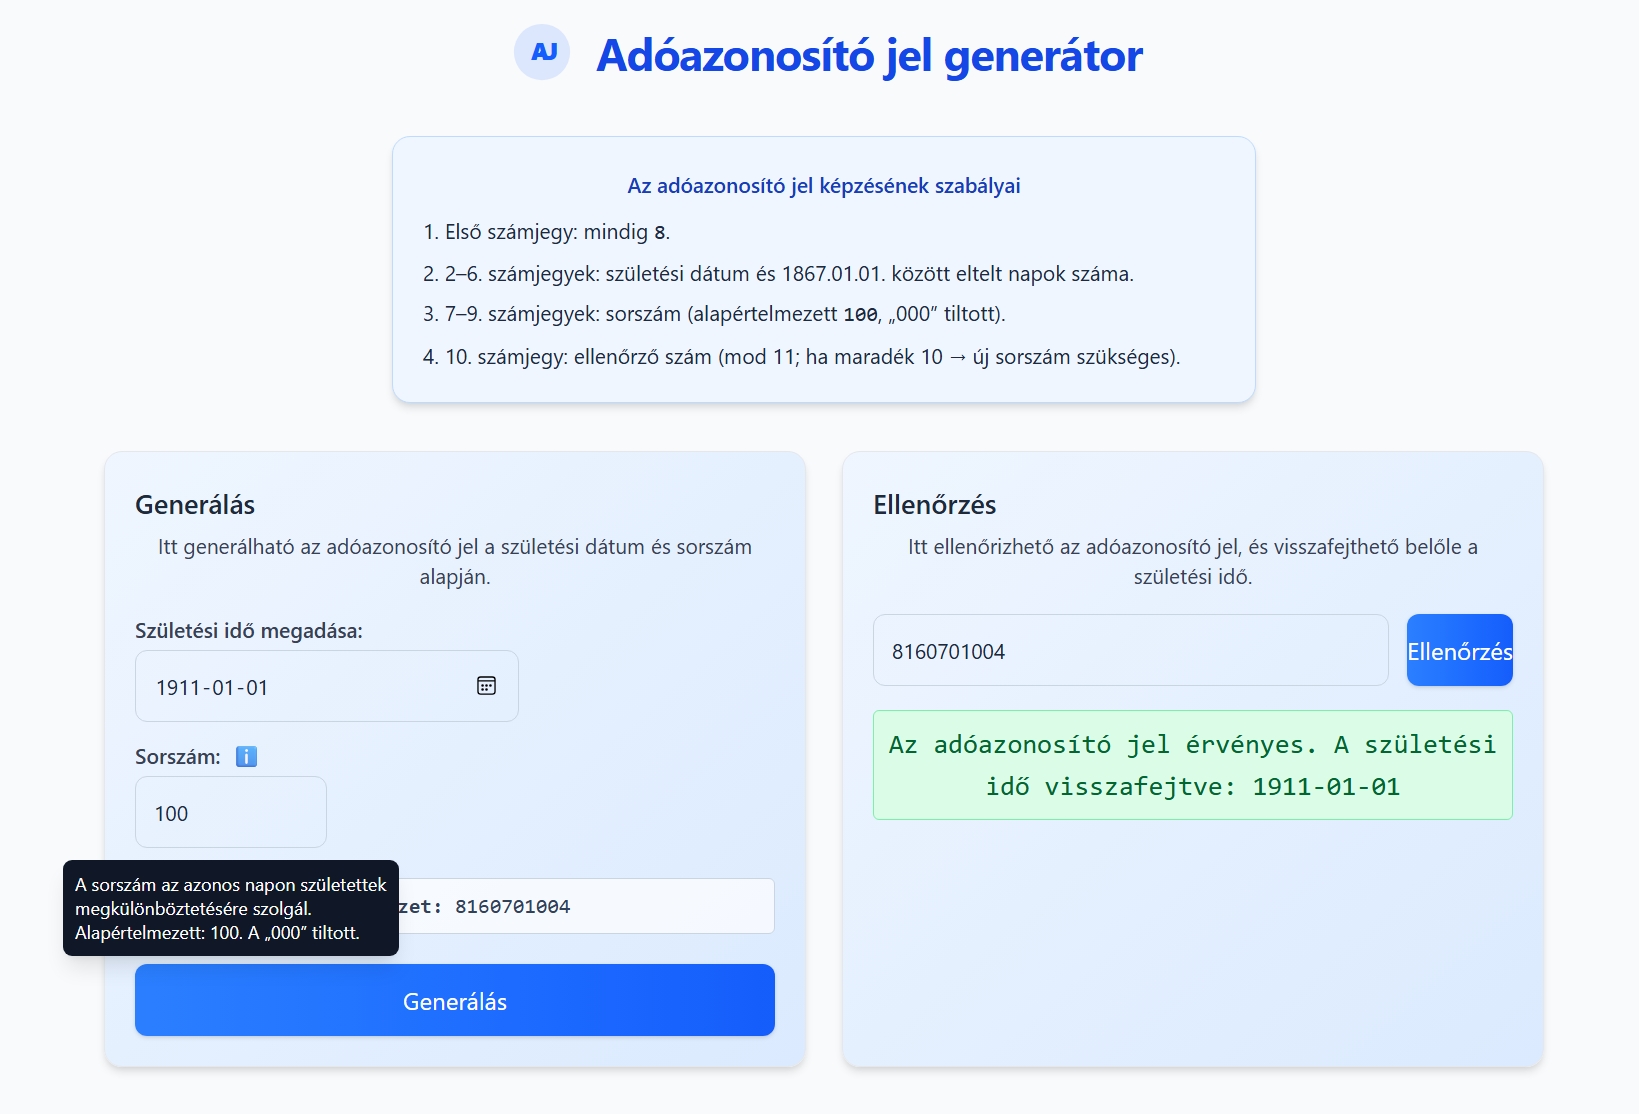 AJ
Adóazonosító jel generátor
Az adóazonosító jel képzésének szabályai
1. Első számjegy: mindig 8.
2. 2–6. számjegyek: születési dátum és 1867.01.01. között eltelt napok száma.
3. 7–9. számjegyek: sorszám (alapértelmezett 100, „000” tiltott).
4. 10. számjegy: ellenőrző szám (mod 11; ha maradék 10 → új sorszám szükséges).
Generálás
Itt generálható az adóazonosító jel a születési dátum és sorszám
alapján.
Születési idő megadása:
1911-01-01
Sorszám: i
100
A sorszám az azonos napon születettek
megkülönböztetésére szolgál.
Alapértelmezett: 100. A „000” tiltott.
zet: 8160701004
Generálás
Ellenőrzés
Itt ellenőrizhető az adóazonosító jel, és visszafejthető belőle a
születési idő.
8160701004
Ellenőrzés
Az adóazonosító jel érvényes. A születési
idő visszafejtve: 1911-01-01